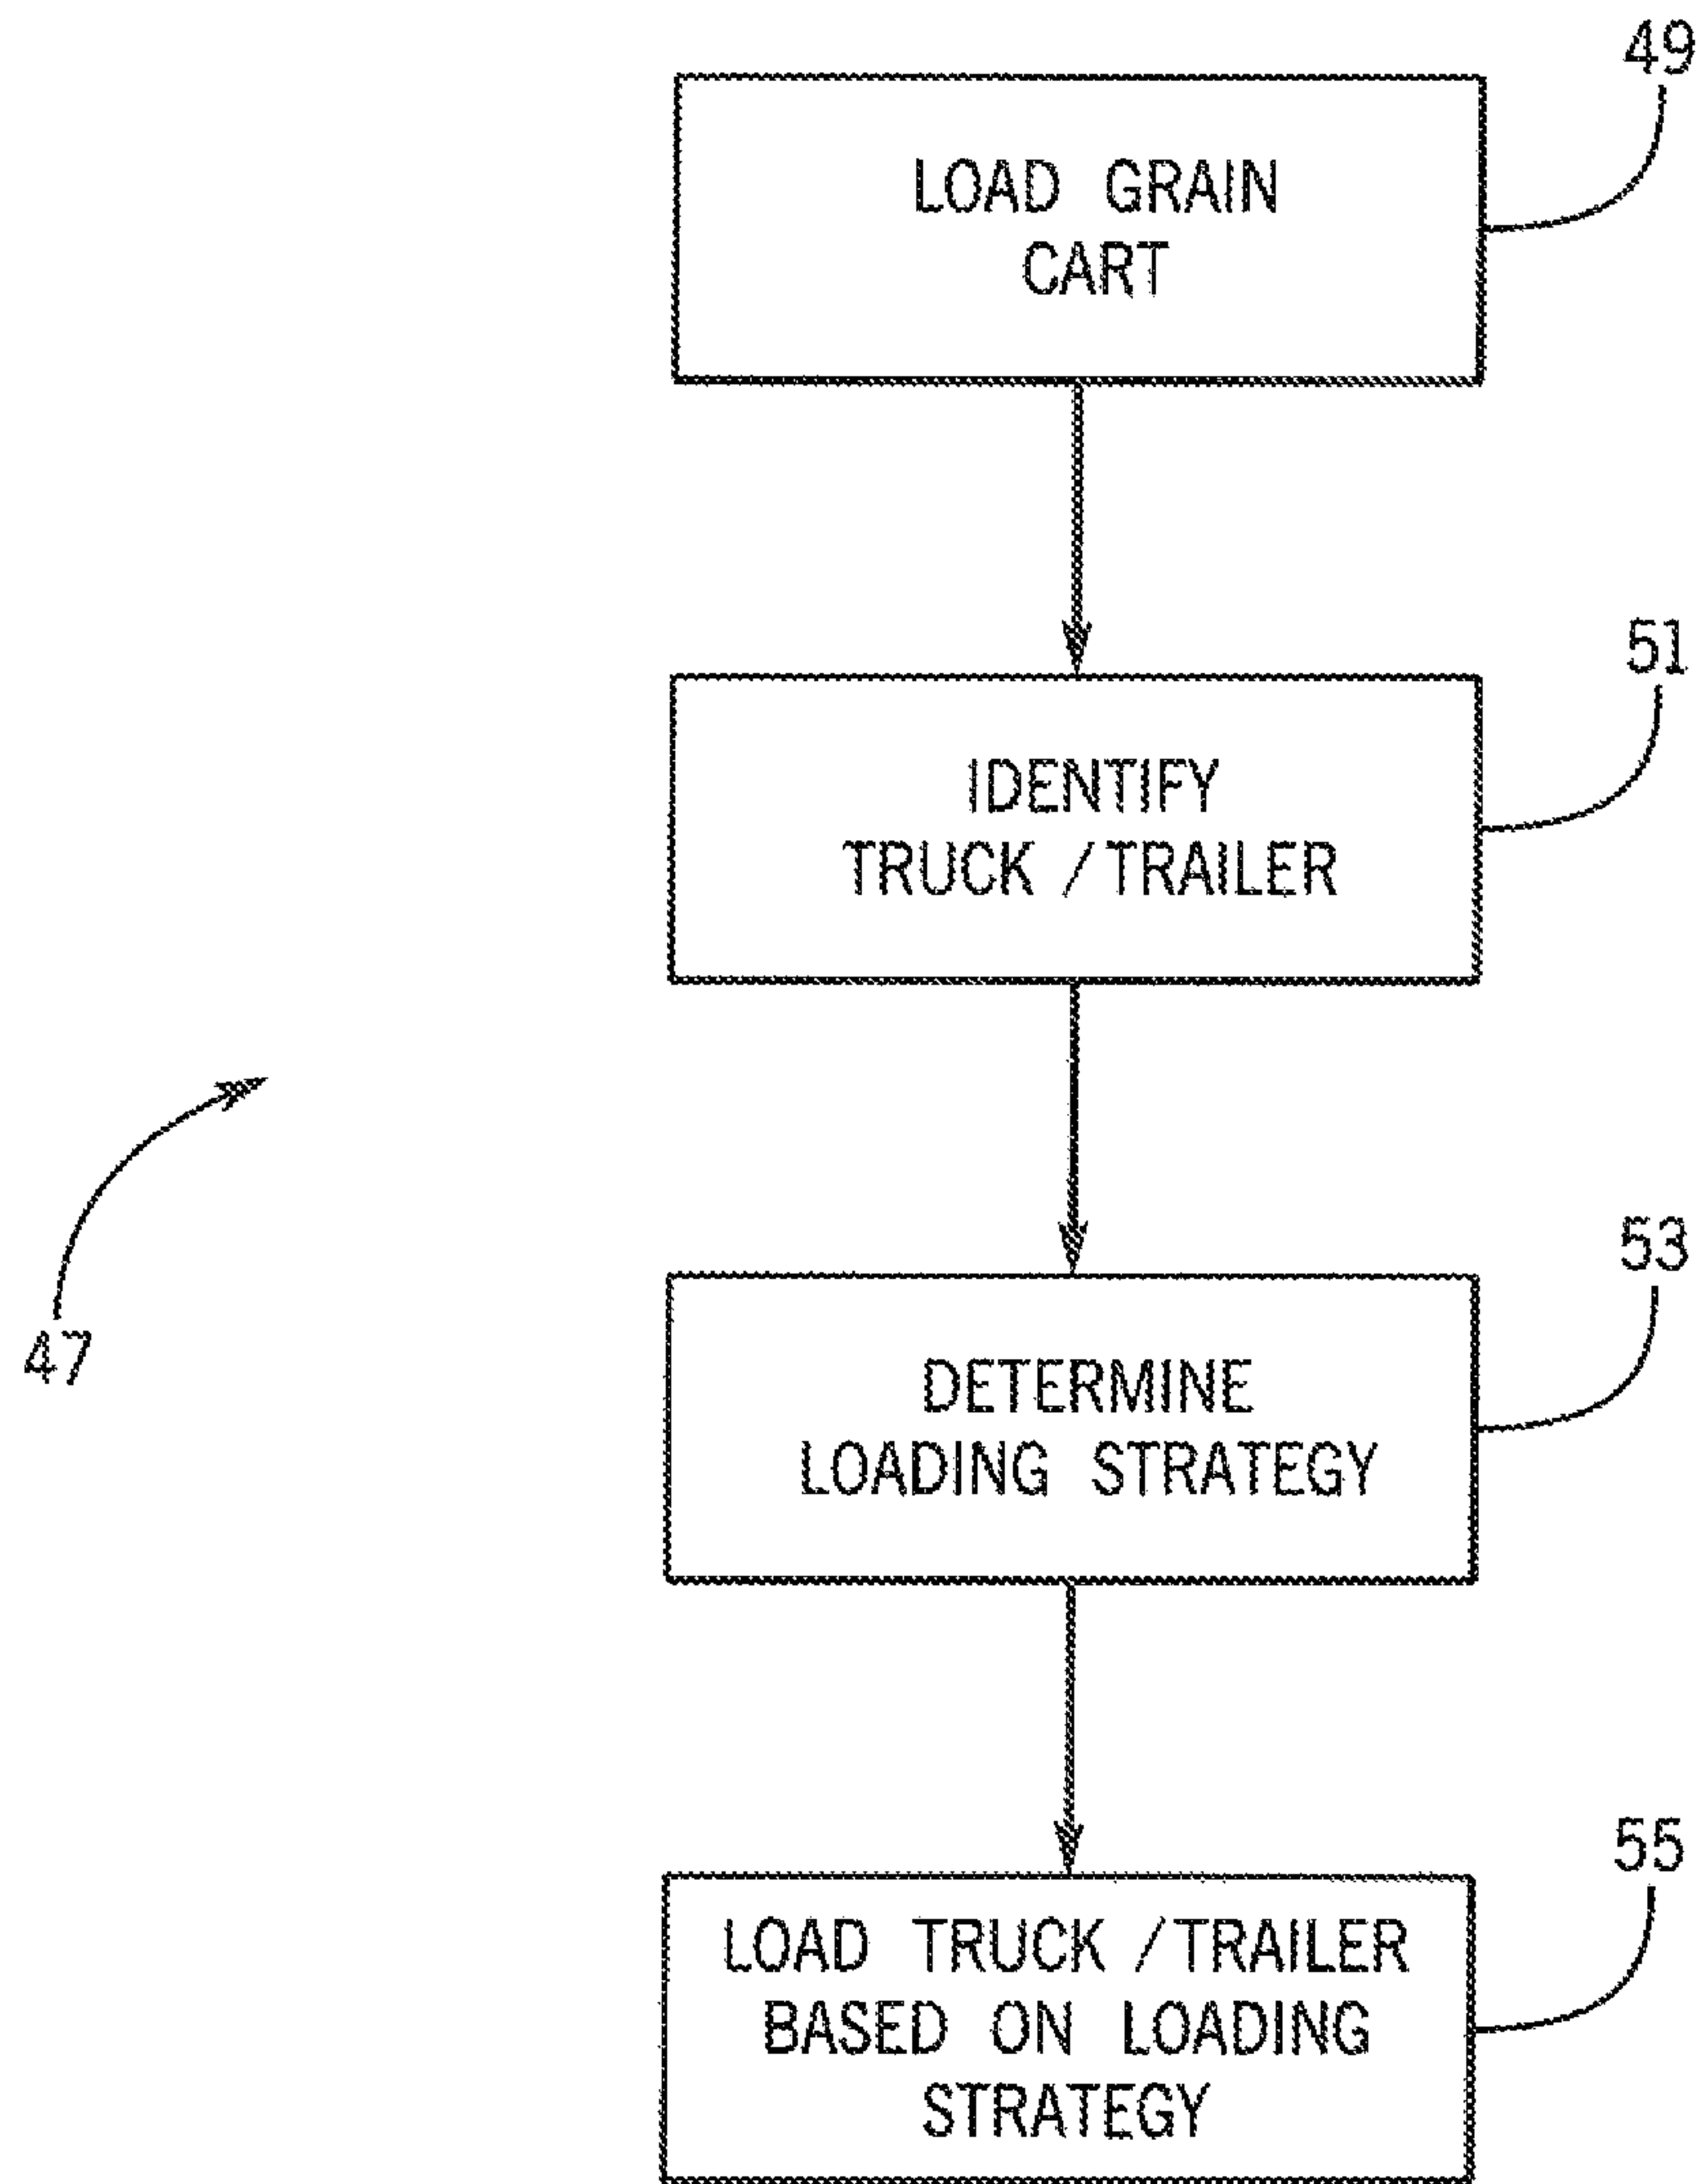 49
LOAD GRAIN
CART
51
IDENTIFY
TRUCK / TRAILER
53
DETERMINE
LOADING STRATEGY
47
55
LOAD TRUCK / TRAILER
BASED ON LOADING
STRATEGY